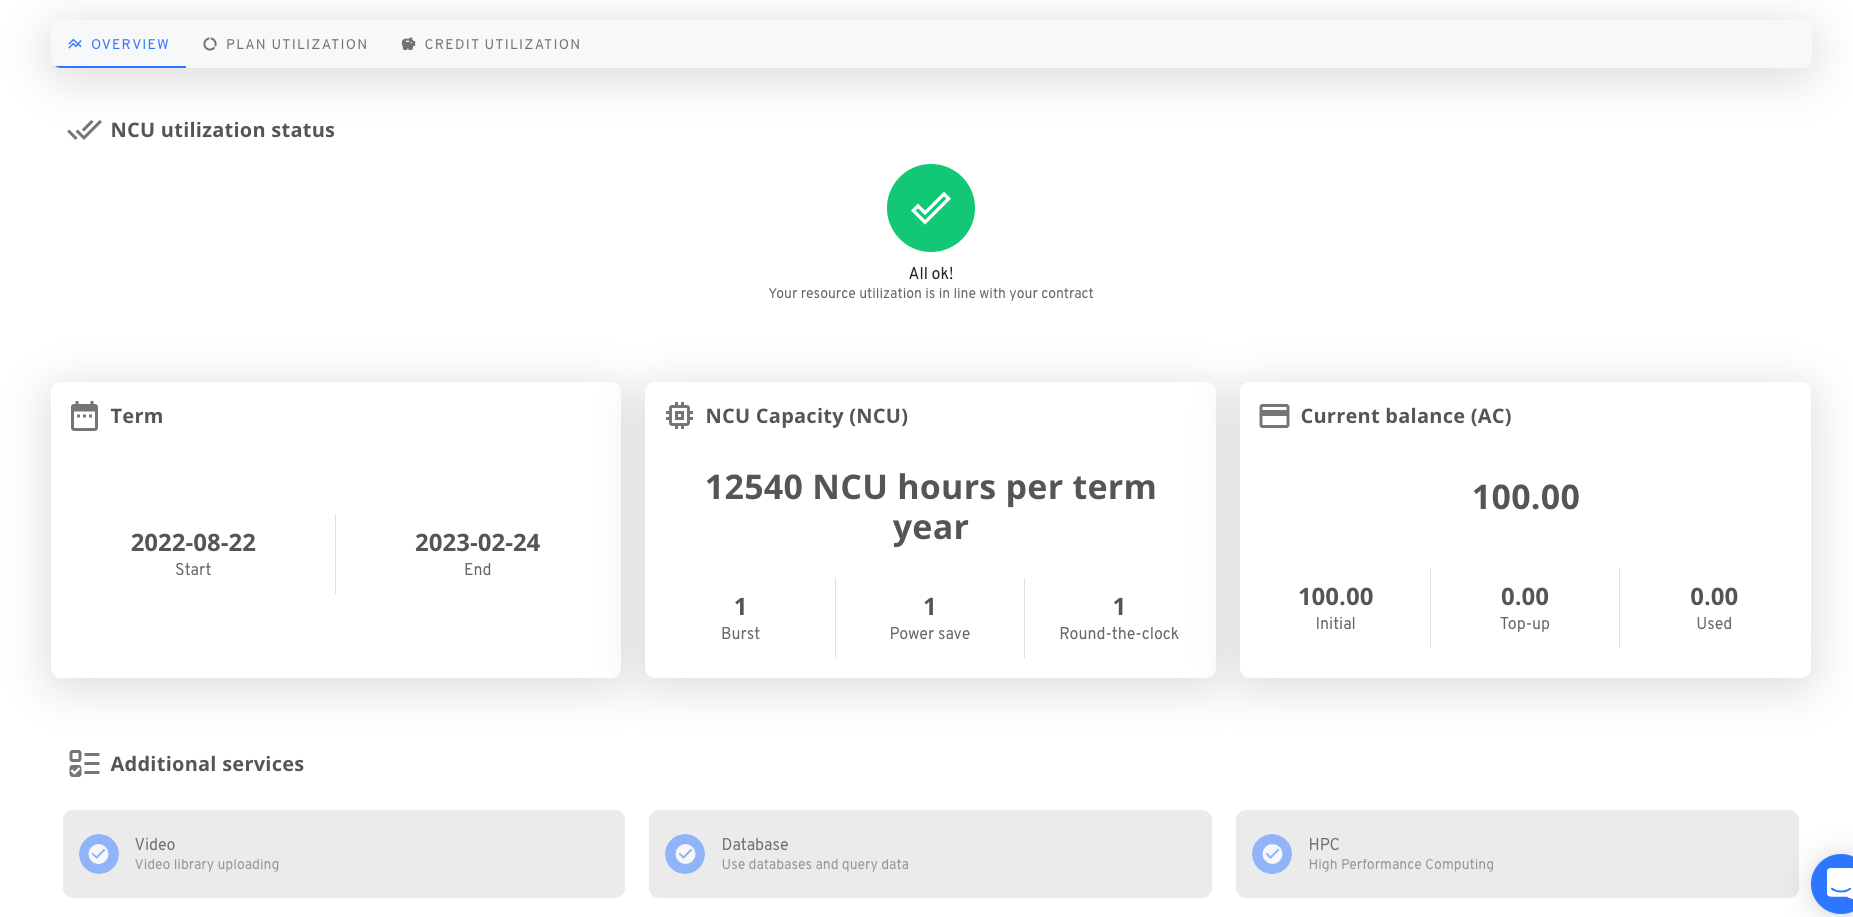 OVERVIEW
PLAN UTILIZATION
CREDIT UTILIZATION
NCU utilization status
All ok!
Your resource utilization is in line with your contract
Term
2022-08-22
Start
2023-02-24
End
NCU Capacity (NCU)
12540 NCU hours per term
year
1
Burst
1
Power save
1
Round-the-clock
Current balance (AC)
100.00
100.00
Initial
0.00
Top-up
0.00
Used
Additional services
Video
Video library uploading
Database
Use databases and query data
HPC
High Performance Computing